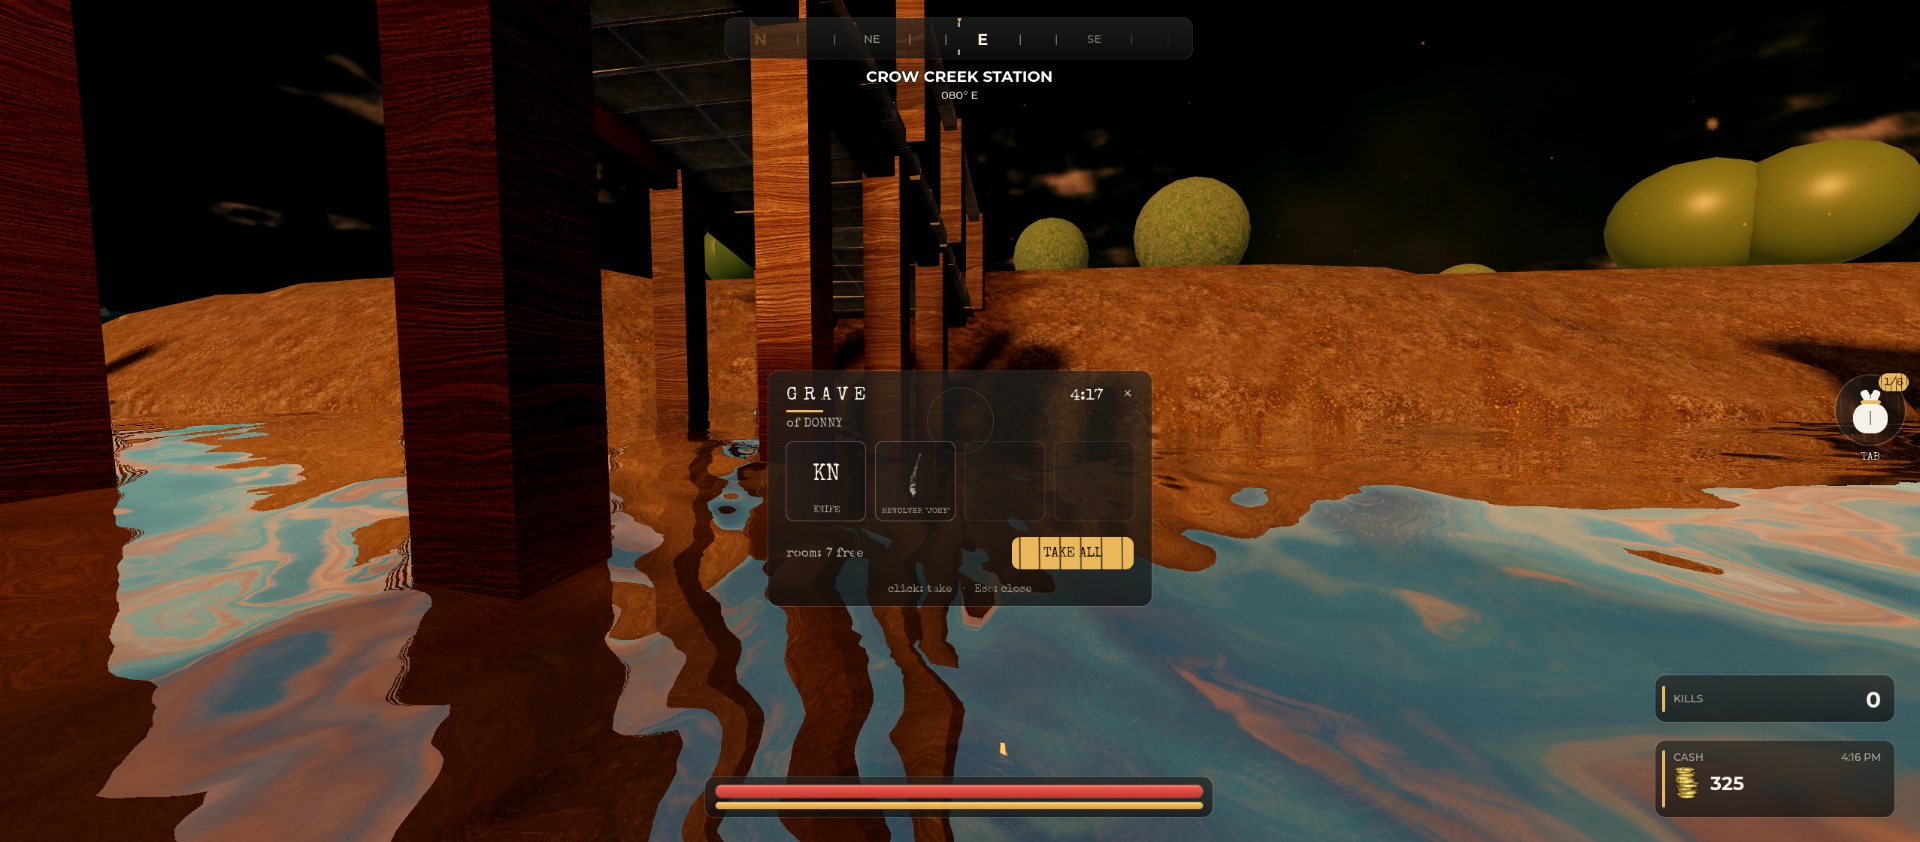 N NE E SE
CROW CREEK STATION
080° E
GRAVE 4:17 ×
of DONNY
KN
KNIFE
REVOLVER "JOEY"
room: 7 free
TAKE ALL
click: take · Esc: close
1/6
TAB
KILLS 0
CASH 4:16 PM
325